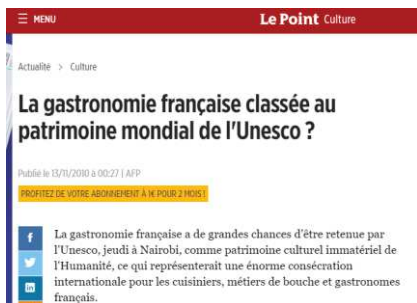 MENU
Le Point Culture
Actualité > Culture
La gastronomie française classée au
patrimoine mondial de l'Unesco ?
Publié le 13/11/2010 à 00:27 | AFP
PROFITEZ DE VOTRE ABONNEMENT À 1€ POUR 2 MOIS !
La gastronomie française a de grandes chances d'être retenue par
l'Unesco, jeudi à Nairobi, comme patrimoine culturel immatériel de
l'Humanité, ce qui représenterait une énorme consécration
internationale pour les cuisiniers, métiers de bouche et gastronomes
français.